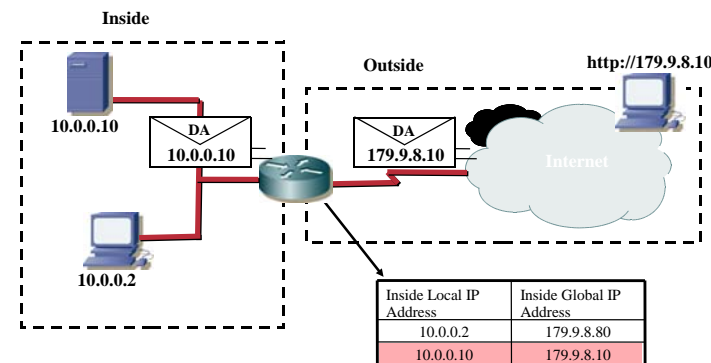 Inside
Outside
http://179.9.8.10
10.0.0.10
DA
10.0.0.10
DA
179.9.8.10
Internet
10.0.0.2
Inside Local IP Address
Inside Global IP Address
10.0.0.2
179.9.8.80
10.0.0.10
179.9.8.10